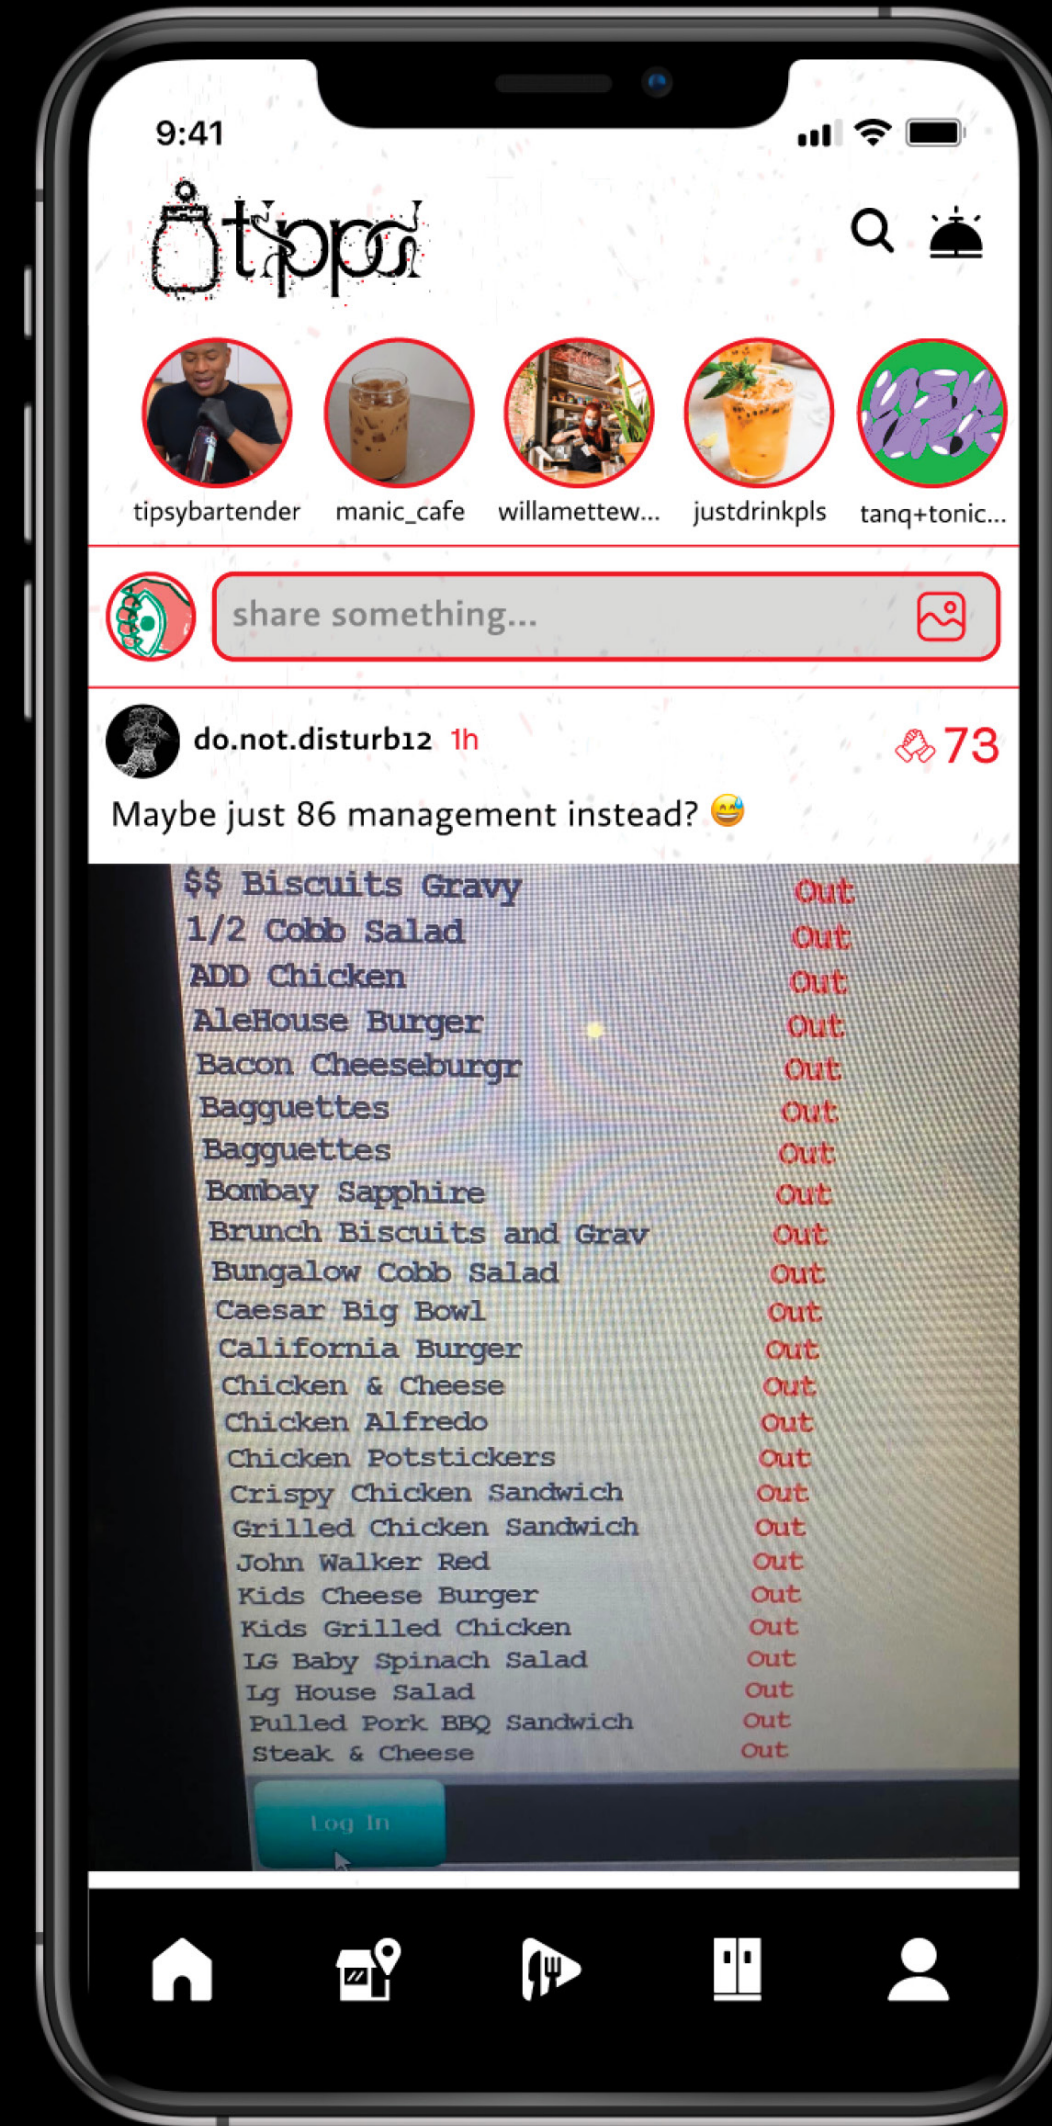 9:41
tippd
tipsybartender manic_cafe willamettew... justdrinkpls tanq+tonic...
share something...
do.not.disturb12 1h 73
Maybe just 86 management instead? 😅
$$ Biscuits Gravy Out
1/2 Cobb Salad Out
ADD Chicken Out
AleHouse Burger Out
Bacon Cheeseburgr Out
Bagguettes Out
Bagguettes Out
Bombay Sapphire Out
Brunch Biscuits and Grav Out
Bungalow Cobb Salad Out
Caesar Big Bowl Out
California Burger Out
Chicken & Cheese Out
Chicken Alfredo Out
Chicken Potstickers Out
Crispy Chicken Sandwich Out
Grilled Chicken Sandwich Out
John Walker Red Out
Kids Cheese Burger Out
Kids Grilled Chicken Out
LG Baby Spinach Salad Out
Lg House Salad Out
Pulled Pork BBQ Sandwich Out
Steak & Cheese Out
Log In